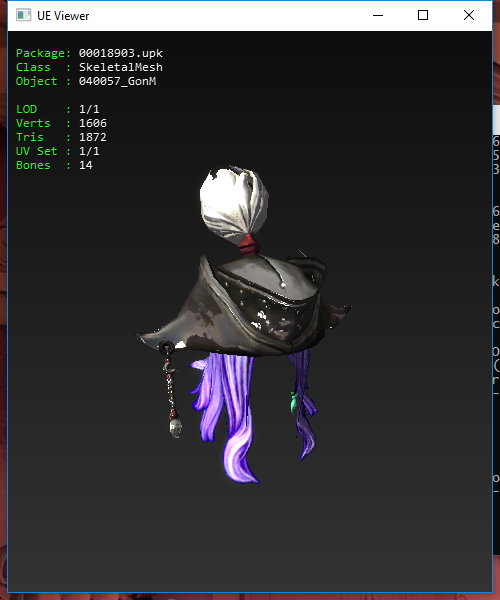 UE Viewer
Package: 00018903.upk
Class : SkeletalMesh
Object : 040057_GonM
LOD : 1/1
Verts : 1606
Tris : 1872
UV Set : 1/1
Bones : 14